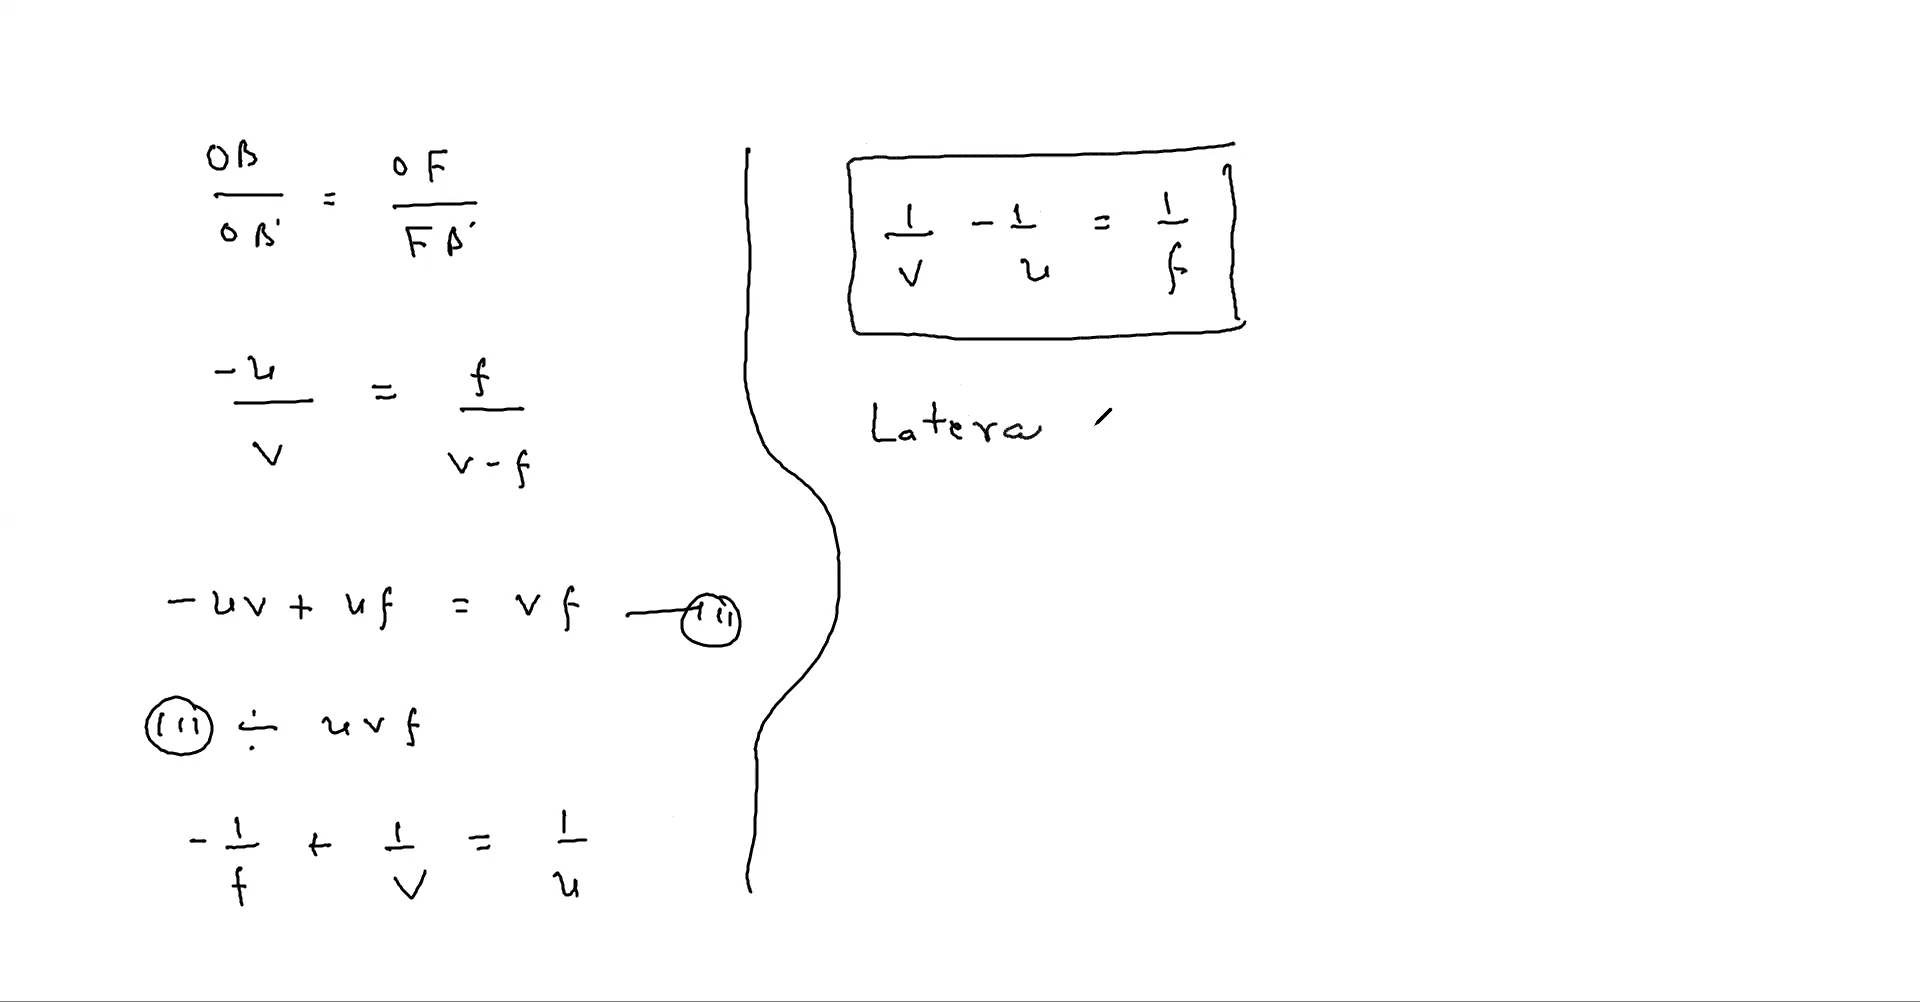 OB/OB' = OF/FB'
-u/v = f/v-f
-uv + uf = vf — (iii)
(iii) ÷ uvf
-1/f + 1/v = 1/u
1/v - 1/u = 1/f
Latera